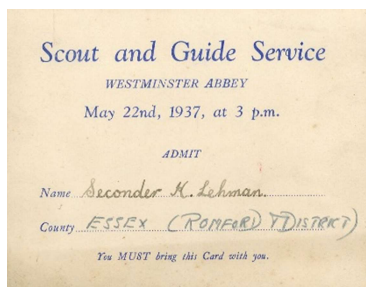 Scout and Guide Service
WESTMINSTER ABBEY
May 22nd, 1937, at 3 p.m.
ADMIT
Name Seconder K. Lehman.
County ESSEX (ROMFORD & DISTRICT)
You MUST bring this Card with you.